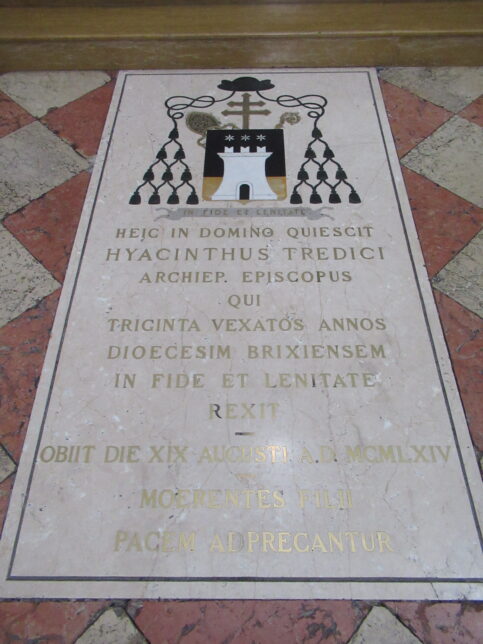 IN FIDE ET LENITATE
HEIC IN DOMINO QUIESCIT
HYACINTHUS TREDICI
ARCHIEP. EPISCOPUS
QUI
TRIGINTA VEXATOS ANNOS
DIOECESIM BRIXIENSEM
IN FIDE ET LENITATE
REXIT
OBIIT DIE XIX AUGUSTI A.D. MCMLXIV
MOERENTES FILII
PACEM ADPRECANTUR